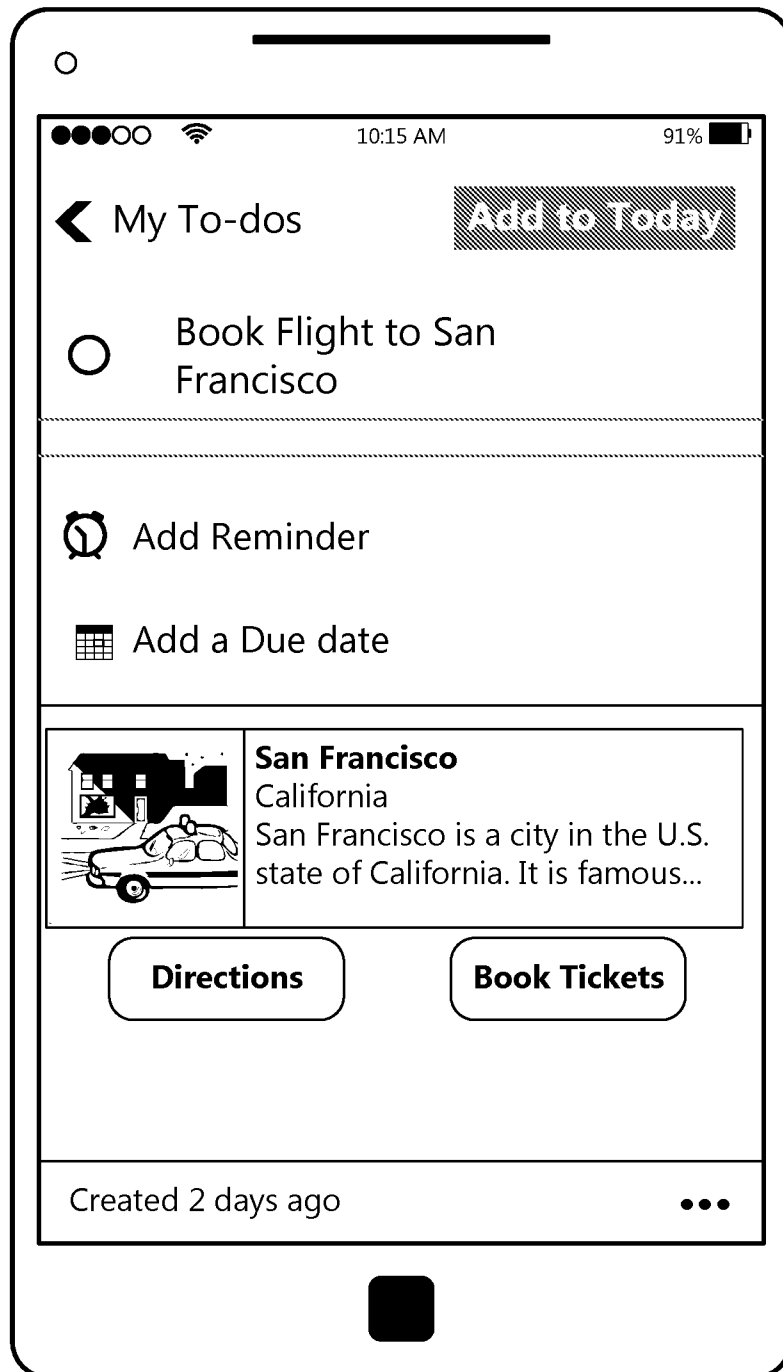 10:15 AM
91%
My To-dos
Add to Today
Book Flight to San
Francisco
Add Reminder
Add a Due date
San Francisco
California
San Francisco is a city in the U.S.
state of California. It is famous...
Directions
Book Tickets
Created 2 days ago